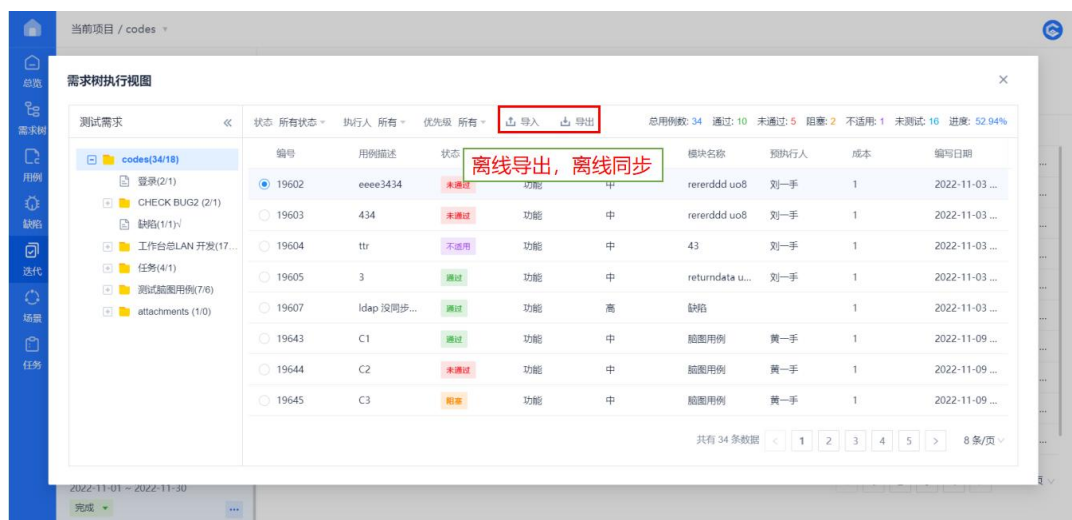 当前项目 / codes
总览
需求树
用例
缺陷
迭代
场景
任务
需求树执行视图
测试需求
状态 所有状态 执行人 所有 优先级 所有 导入 导出 总用例数: 34 通过: 10 未通过: 5 阻塞: 2 不适用: 1 未测试: 16 进度: 52.94%
离线导出，离线同步
codes(34/18)
登录(2/1)
CHECK BUG2 (2/1)
缺陷(1/1)√
工作台总LAN 开发(17...
任务(4/1)
测试脑图用例(7/6)
attachments (1/0)
编号 用例描述 状态 模块名称 预执行人 成本 编写日期
19602 eeee3434 未通过 功能 中 rererddd uo8 刘一手 1 2022-11-03 ...
19603 434 未通过 功能 中 rererddd uo8 刘一手 1 2022-11-03 ...
19604 ttr 不适用 功能 中 43 刘一手 1 2022-11-03 ...
19605 3 通过 功能 中 returndata u... 刘一手 1 2022-11-03 ...
19607 ldap 没同步... 通过 功能 高 缺陷 1 2022-11-03 ...
19643 C1 通过 功能 中 脑图用例 黄一手 1 2022-11-09 ...
19644 C2 未通过 功能 中 脑图用例 黄一手 1 2022-11-09 ...
19645 C3 阻塞 功能 中 脑图用例 黄一手 1 2022-11-09 ...
共有 34 条数据 < 1 2 3 4 5 > 8 条/页
2022-11-01 ~ 2022-11-30
完成